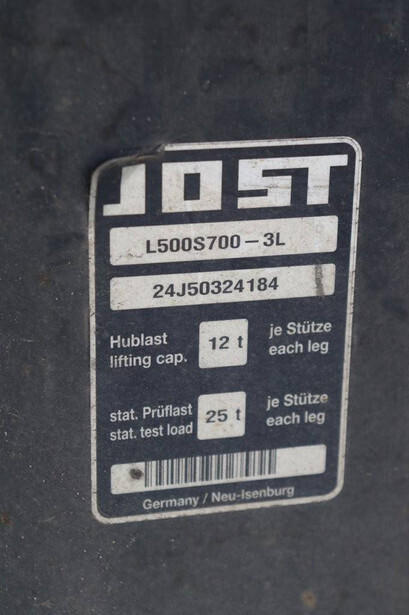 JOST
L500S700 – 3L
24J50324184
Hublast 12 t je Stütze
lifting cap. each leg
stat. Prüflast 25 t je Stütze
stat. test load each leg
Germany / Neu-Isenburg